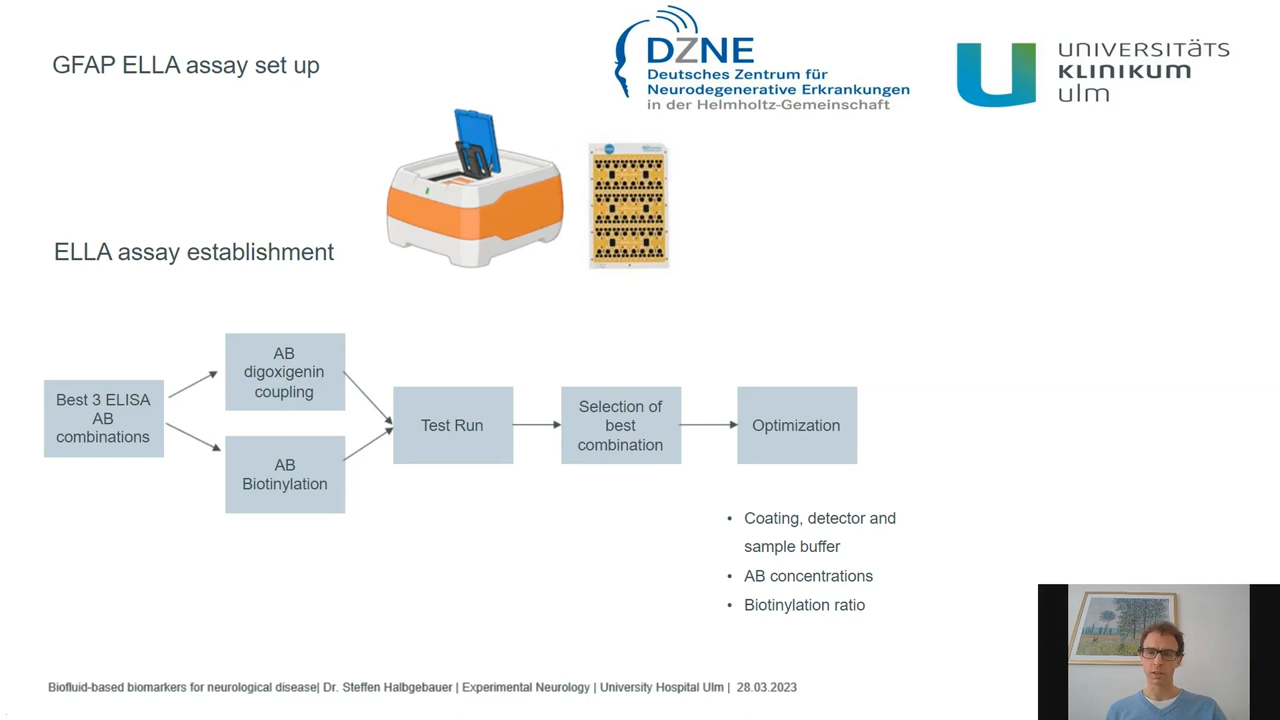 GFAP ELLA assay set up
DZNE
Deutsches Zentrum für
Neurodegenerative Erkrankungen
in der Helmholtz-Gemeinschaft
UNIVERSITÄTS
KLINIKUM
ulm
ELLA assay establishment
Best 3 ELISA
AB
combinations
AB
digoxigenin
coupling
AB
Biotinylation
Test Run
Selection of
best
combination
Optimization
• Coating, detector and
sample buffer
• AB concentrations
• Biotinylation ratio
Biofluid-based biomarkers for neurological disease| Dr. Steffen Halbgebauer | Experimental Neurology | University Hospital Ulm | 28.03.2023